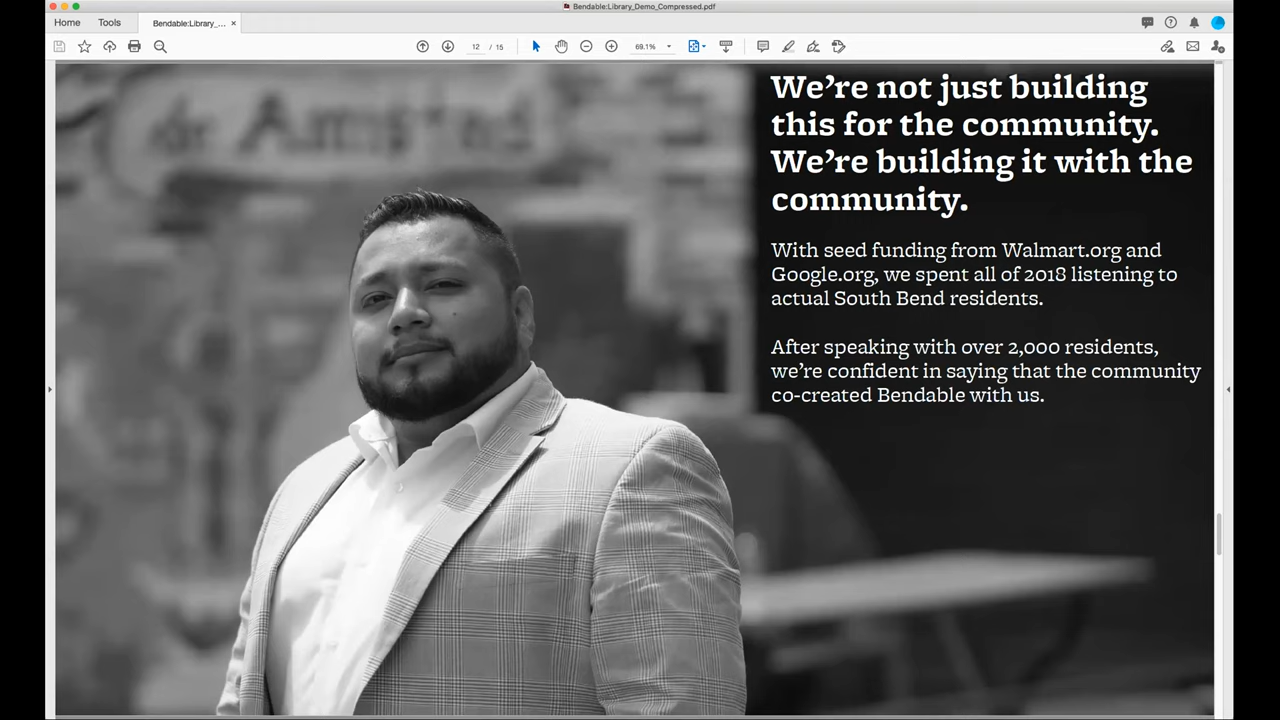 Bendable:Library_Demo_Compressed.pdf
Home
Tools
Bendable:Library_...
12 / 15
69.1%
We're not just building
this for the community.
We're building it with the
community.
With seed funding from Walmart.org and
Google.org, we spent all of 2018 listening to
actual South Bend residents.
After speaking with over 2,000 residents,
we're confident in saying that the community
co-created Bendable with us.